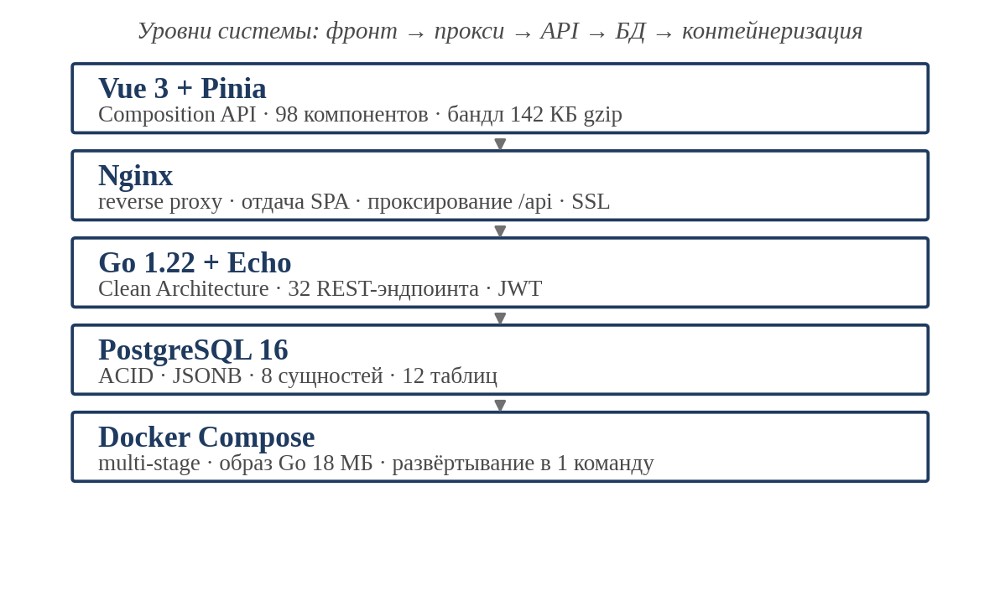 Уровни системы: фронт → прокси → API → БД → контейнеризация
Vue 3 + Pinia
Composition API · 98 компонентов · бандл 142 КБ gzip
Nginx
reverse proxy · отдача SPA · проксирование /api · SSL
Go 1.22 + Echo
Clean Architecture · 32 REST-эндпоинта · JWT
PostgreSQL 16
ACID · JSONB · 8 сущностей · 12 таблиц
Docker Compose
multi-stage · образ Go 18 МБ · развёртывание в 1 команду